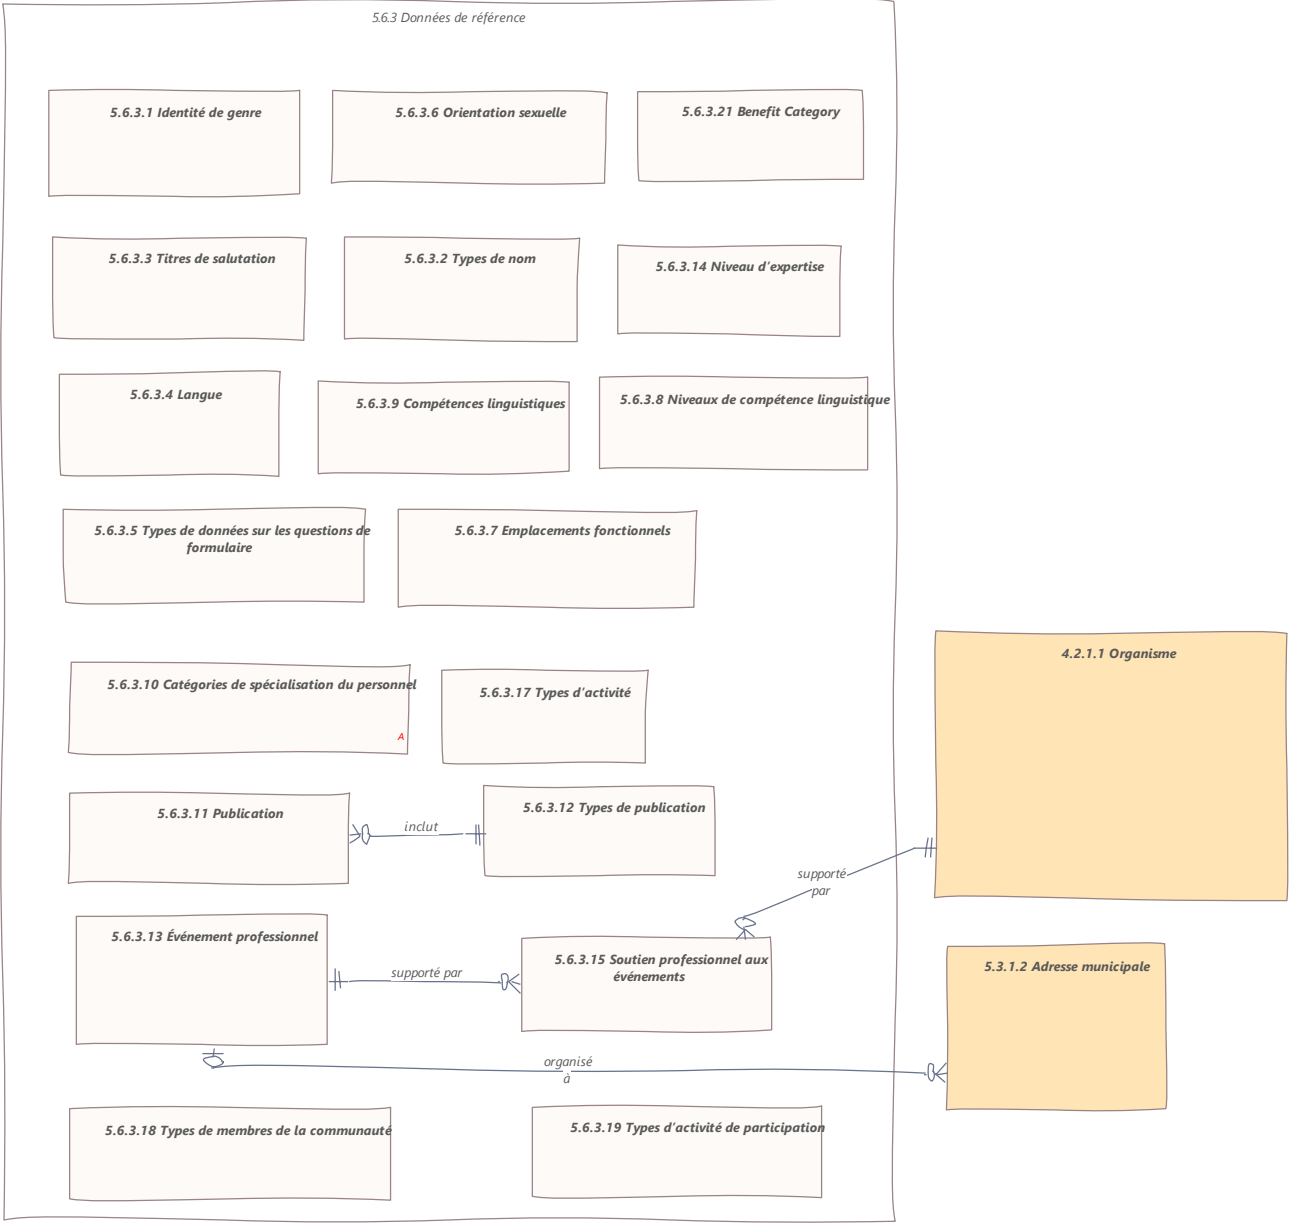 5.6.3 Données de référence
5.6.3.1 Identité de genre
5.6.3.6 Orientation sexuelle
5.6.3.21 Benefit Category
5.6.3.3 Titres de salutation
5.6.3.2 Types de nom
5.6.3.14 Niveau d'expertise
5.6.3.4 Langue
5.6.3.9 Compétences linguistiques
5.6.3.8 Niveaux de compétence linguistique
5.6.3.5 Types de données sur les questions de
formulaire
5.6.3.7 Emplacements fonctionnels
4.2.1.1 Organisme
5.6.3.10 Catégories de spécialisation du personnel
A
5.6.3.17 Types d'activité
5.6.3.11 Publication
inclut
5.6.3.12 Types de publication
supporté
par
5.6.3.13 Événement professionnel
supporté par
5.6.3.15 Soutien professionnel aux
événements
5.3.1.2 Adresse municipale
organisé
à
5.6.3.18 Types de membres de la communauté
5.6.3.19 Types d'activité de participation